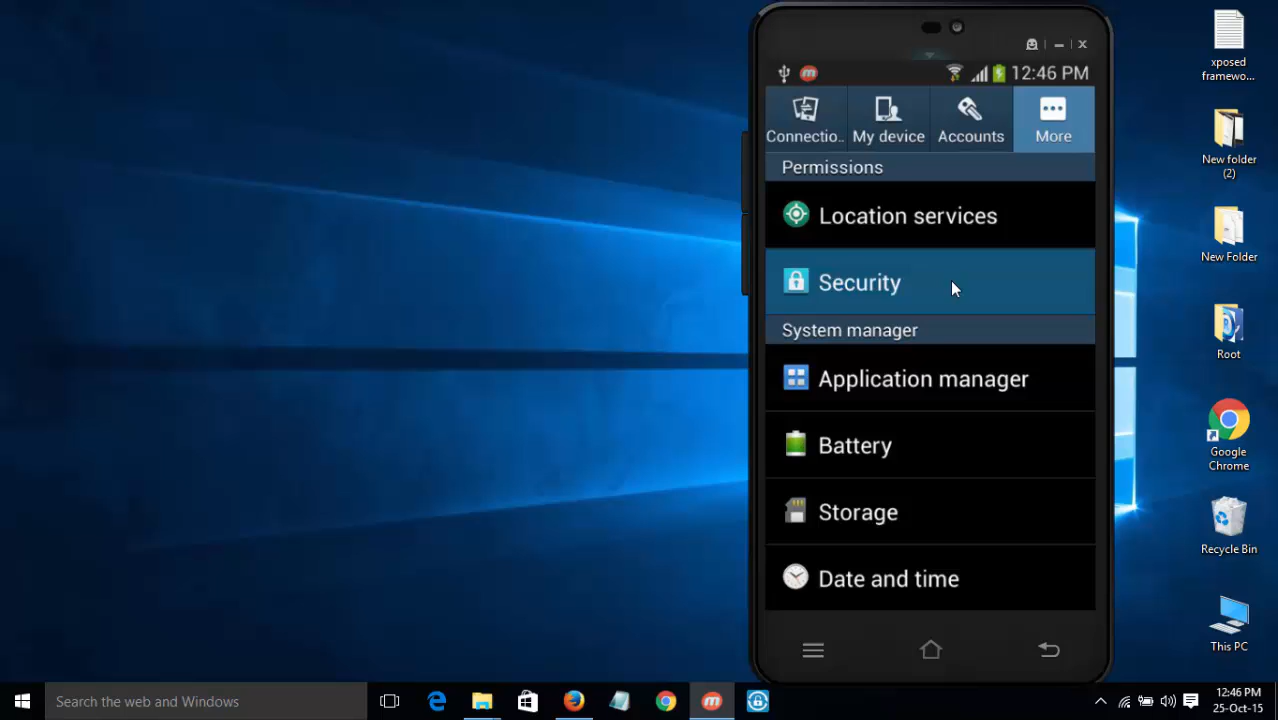 xposed
framewo...
New folder
(2)
New Folder
Root
Google
Chrome
Recycle Bin
This PC
12:46 PM
Connectio..
My device
Accounts
More
Permissions
Location services
Security
System manager
Application manager
Battery
Storage
Date and time
Search the web and Windows
12:46 PM
25-Oct-15